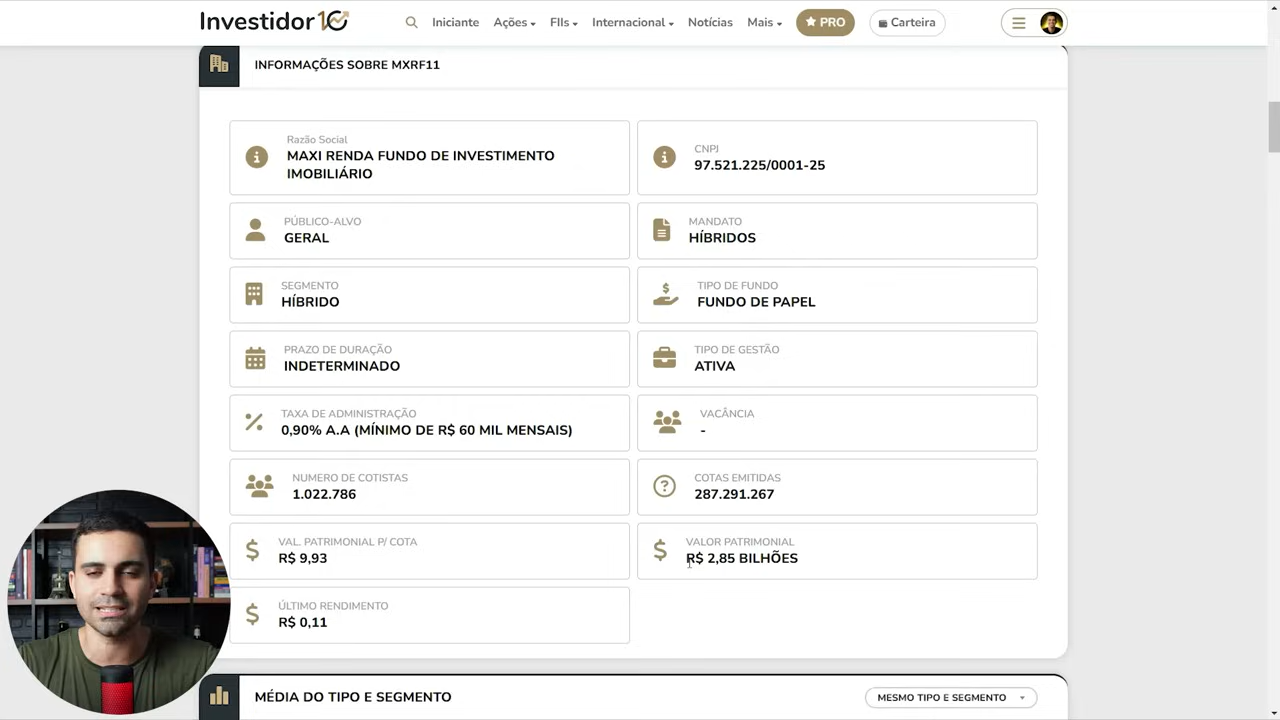 Investidor10
Iniciante Ações FIIs Internacional Notícias Mais PRO Carteira
INFORMAÇÕES SOBRE MXRF11
Razão Social
MAXI RENDA FUNDO DE INVESTIMENTO
IMOBILIÁRIO
CNPJ
97.521.225/0001-25
PÚBLICO-ALVO
GERAL
MANDATO
HÍBRIDOS
SEGMENTO
HÍBRIDO
TIPO DE FUNDO
FUNDO DE PAPEL
PRAZO DE DURAÇÃO
INDETERMINADO
TIPO DE GESTÃO
ATIVA
TAXA DE ADMINISTRAÇÃO
0,90% A.A (MÍNIMO DE R$ 60 MIL MENSAIS)
VACÂNCIA
-
NUMERO DE COTISTAS
1.022.786
COTAS EMITIDAS
287.291.267
VAL. PATRIMONIAL P/ COTA
R$ 9,93
VALOR PATRIMONIAL
R$ 2,85 BILHÕES
ÚLTIMO RENDIMENTO
R$ 0,11
MÉDIA DO TIPO E SEGMENTO
MESMO TIPO E SEGMENTO